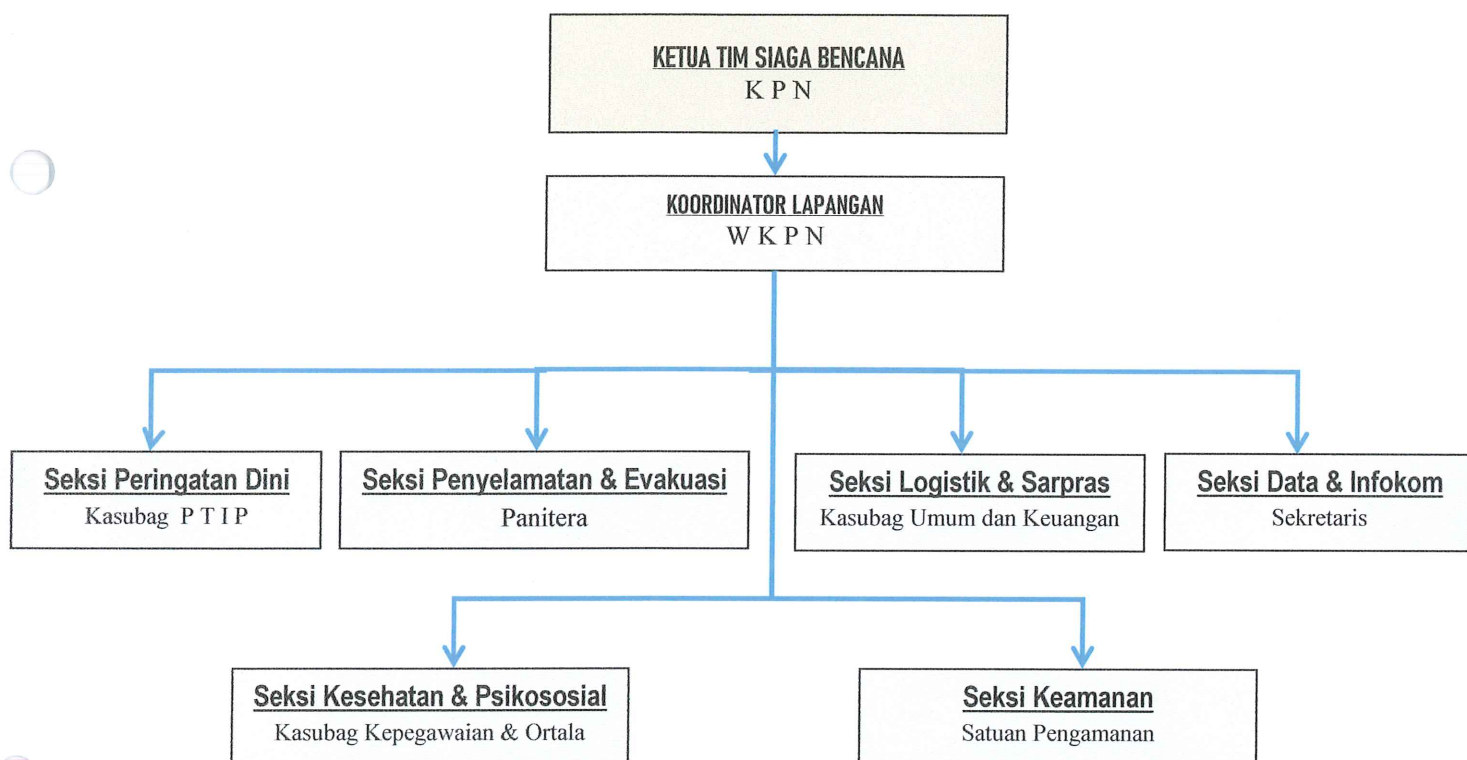 KETUA TIM SIAGA BENCANA
K P N
KOORDINATOR LAPANGAN
W K P N
Seksi Peringatan Dini
Kasubag P T I P
Seksi Penyelamatan & Evakuasi
Panitera
Seksi Logistik & Sarpras
Kasubag Umum dan Keuangan
Seksi Data & Infokom
Sekretaris
Seksi Kesehatan & Psikososial
Kasubag Kepegawaian & Ortala
Seksi Keamanan
Satuan Pengamanan